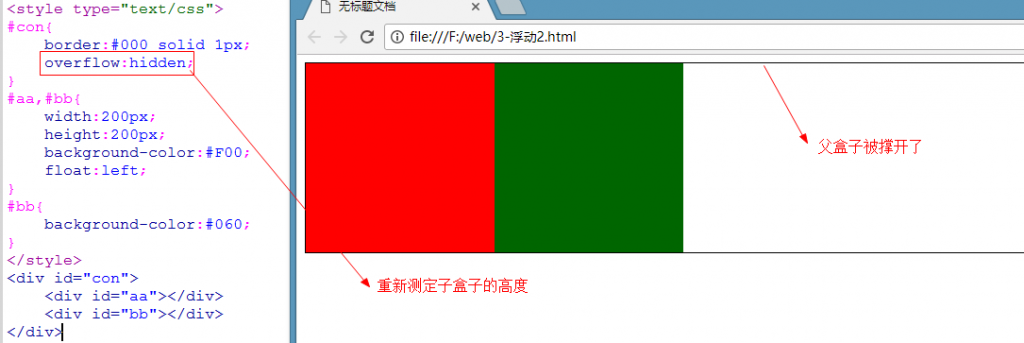 <style type="text/css">
#con{
    border:#000 solid 1px;
    overflow:hidden;
}
#aa,#bb{
    width:200px;
    height:200px;
    background-color:#F00;
    float:left;
}
#bb{
    background-color:#060;
}
</style>
<div id="con">
    <div id="aa"></div>
    <div id="bb"></div>
</div>
无标题文档
file:///F:/web/3-浮动2.html
父盒子被撑开了
重新测定子盒子的高度